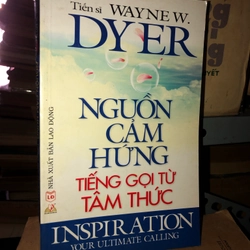 Tiến sĩ WAYNE W.
DYER
NGUỒN
CẢM
HỨNG
TIẾNG GỌI TỪ
TÂM THỨC
INSPIRATION
YOUR ULTIMATE CALLING
NHÀ XUẤT BẢN LAO ĐỘNG